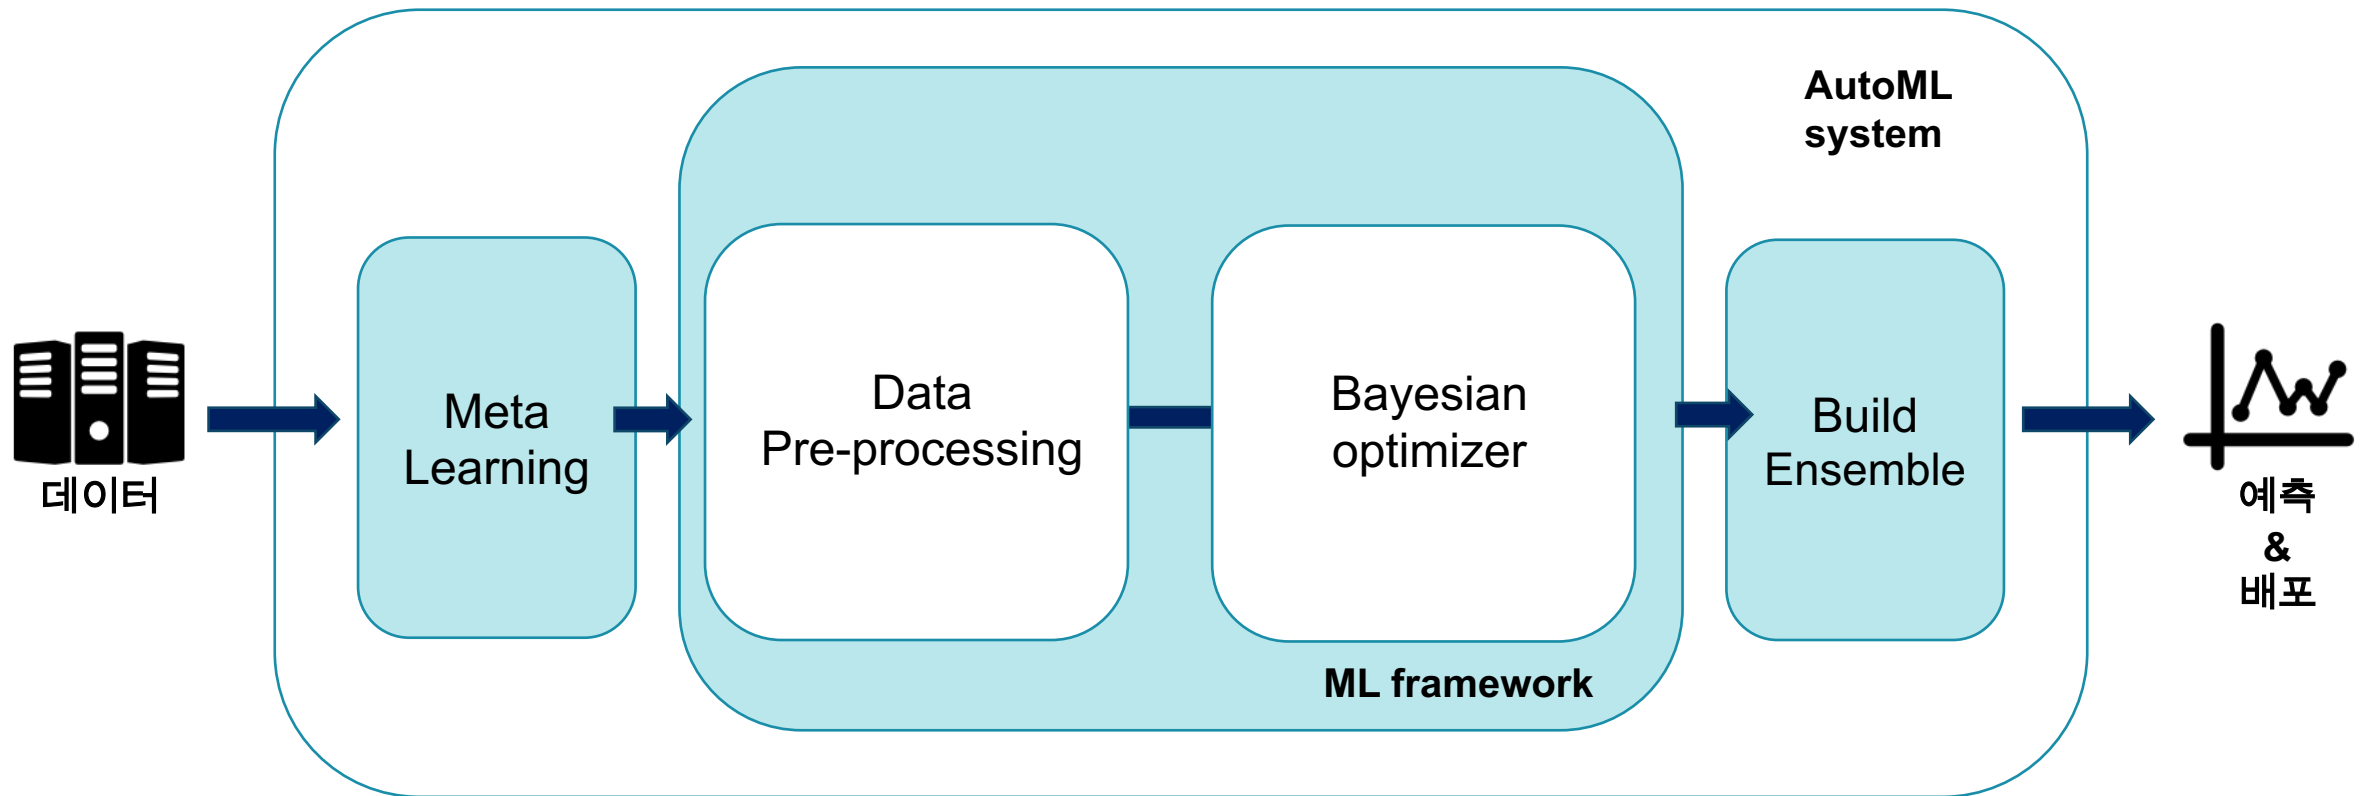 AutoML
system
데이터
Meta
Learning
Data
Pre-processing
Bayesian
optimizer
ML framework
Build
Ensemble
예측
&
배포